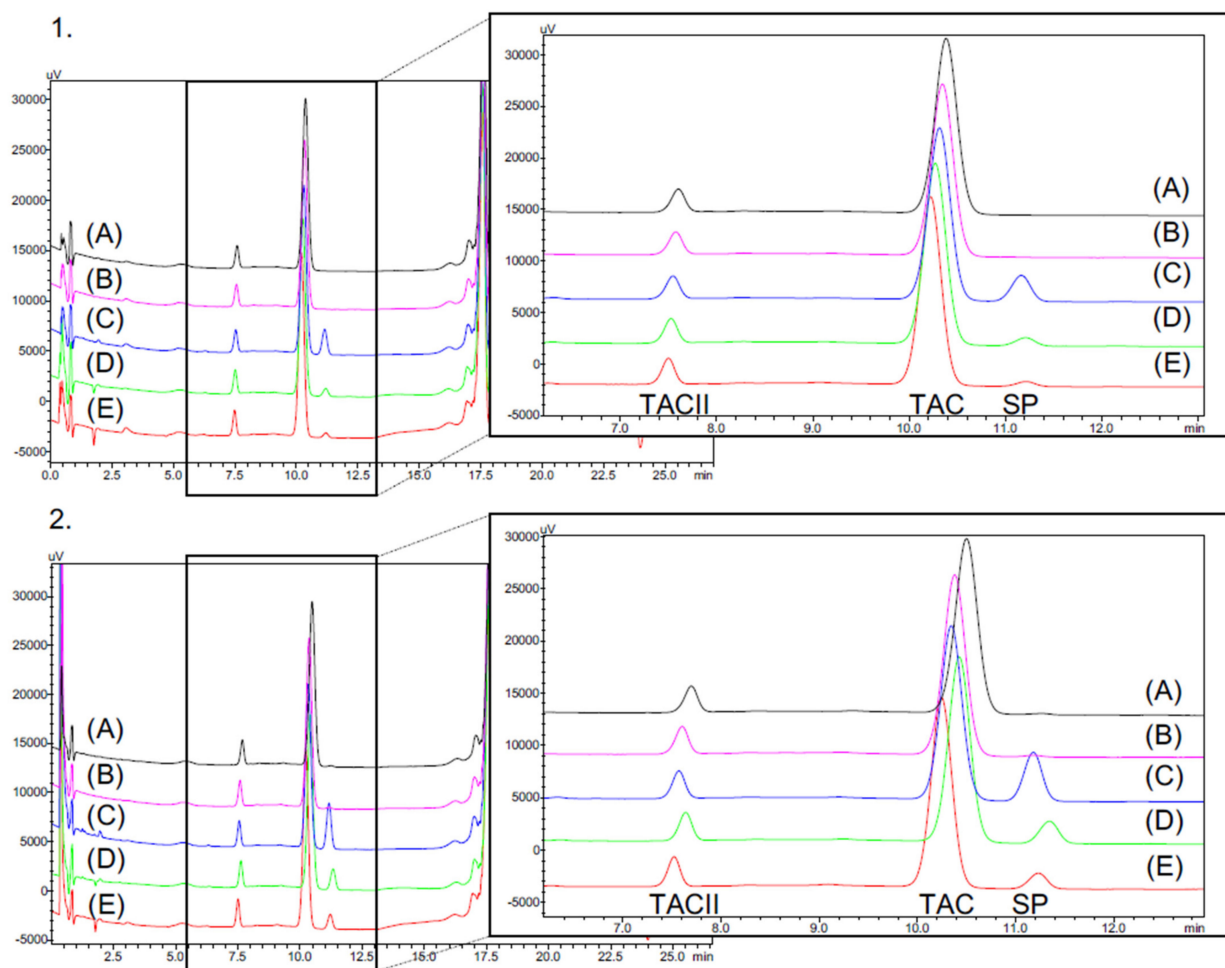 1.
uV
30000
25000
20000
15000
10000
5000
0
-5000
(A)
(B)
(C)
(D)
(E)
0.0 2.5 5.0 7.5 10.0 12.5 15.0 17.5 20.0 22.5 25.0 min
uV
30000
25000
20000
15000
10000
5000
0
-5000
(A)
(B)
(C)
(D)
(E)
TACII TAC SP
7.0 8.0 9.0 10.0 11.0 12.0 min
2.
uV
30000
25000
20000
15000
10000
5000
0
-5000
(A)
(B)
(C)
(D)
(E)
2.5 5.0 7.5 10.0 12.5 15.0 17.5 20.0 22.5 25.0 min
uV
30000
25000
20000
15000
10000
5000
0
-5000
(A)
(B)
(C)
(D)
(E)
TACII TAC SP
7.0 8.0 9.0 10.0 11.0 12.0 min